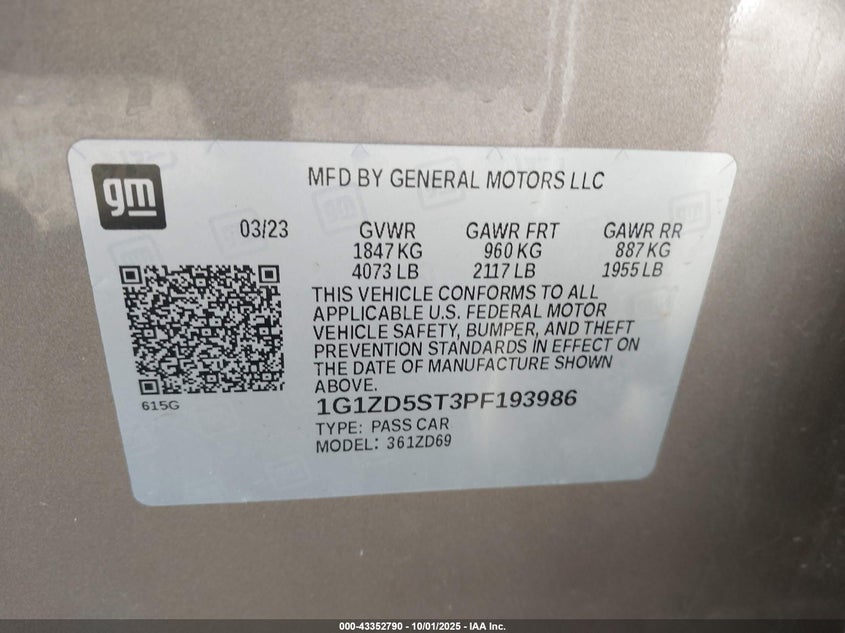 gm
MFD BY GENERAL MOTORS LLC
03/23 GVWR GAWR FRT GAWR RR
1847 KG 960 KG 887 KG
4073 LB 2117 LB 1955 LB
THIS VEHICLE CONFORMS TO ALL
APPLICABLE U.S. FEDERAL MOTOR
VEHICLE SAFETY, BUMPER, AND THEFT
PREVENTION STANDARDS IN EFFECT ON
THE DATE OF MANUFACTURE SHOWN
ABOVE.
615G
1G1ZD5ST3PF193986
TYPE: PASS CAR
MODEL: 361ZD69
000-43352790 - 10/01/2025 - IAA Inc.